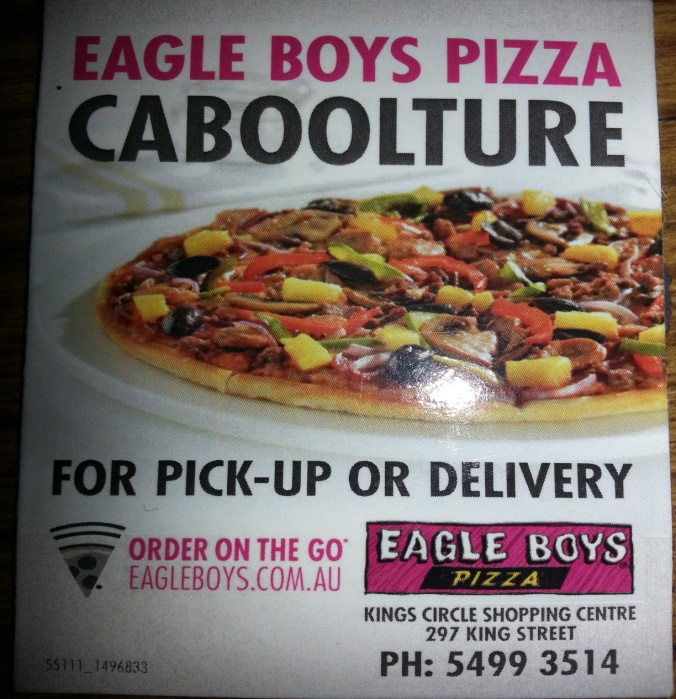 EAGLE BOYS PIZZA
CABOOLTURE
FOR PICK-UP OR DELIVERY
ORDER ON THE GO*
EAGLEBOYS.COM.AU
EAGLE BOYS
PIZZA
KINGS CIRCLE SHOPPING CENTRE
297 KING STREET
PH: 5499 3514
55111_1496833